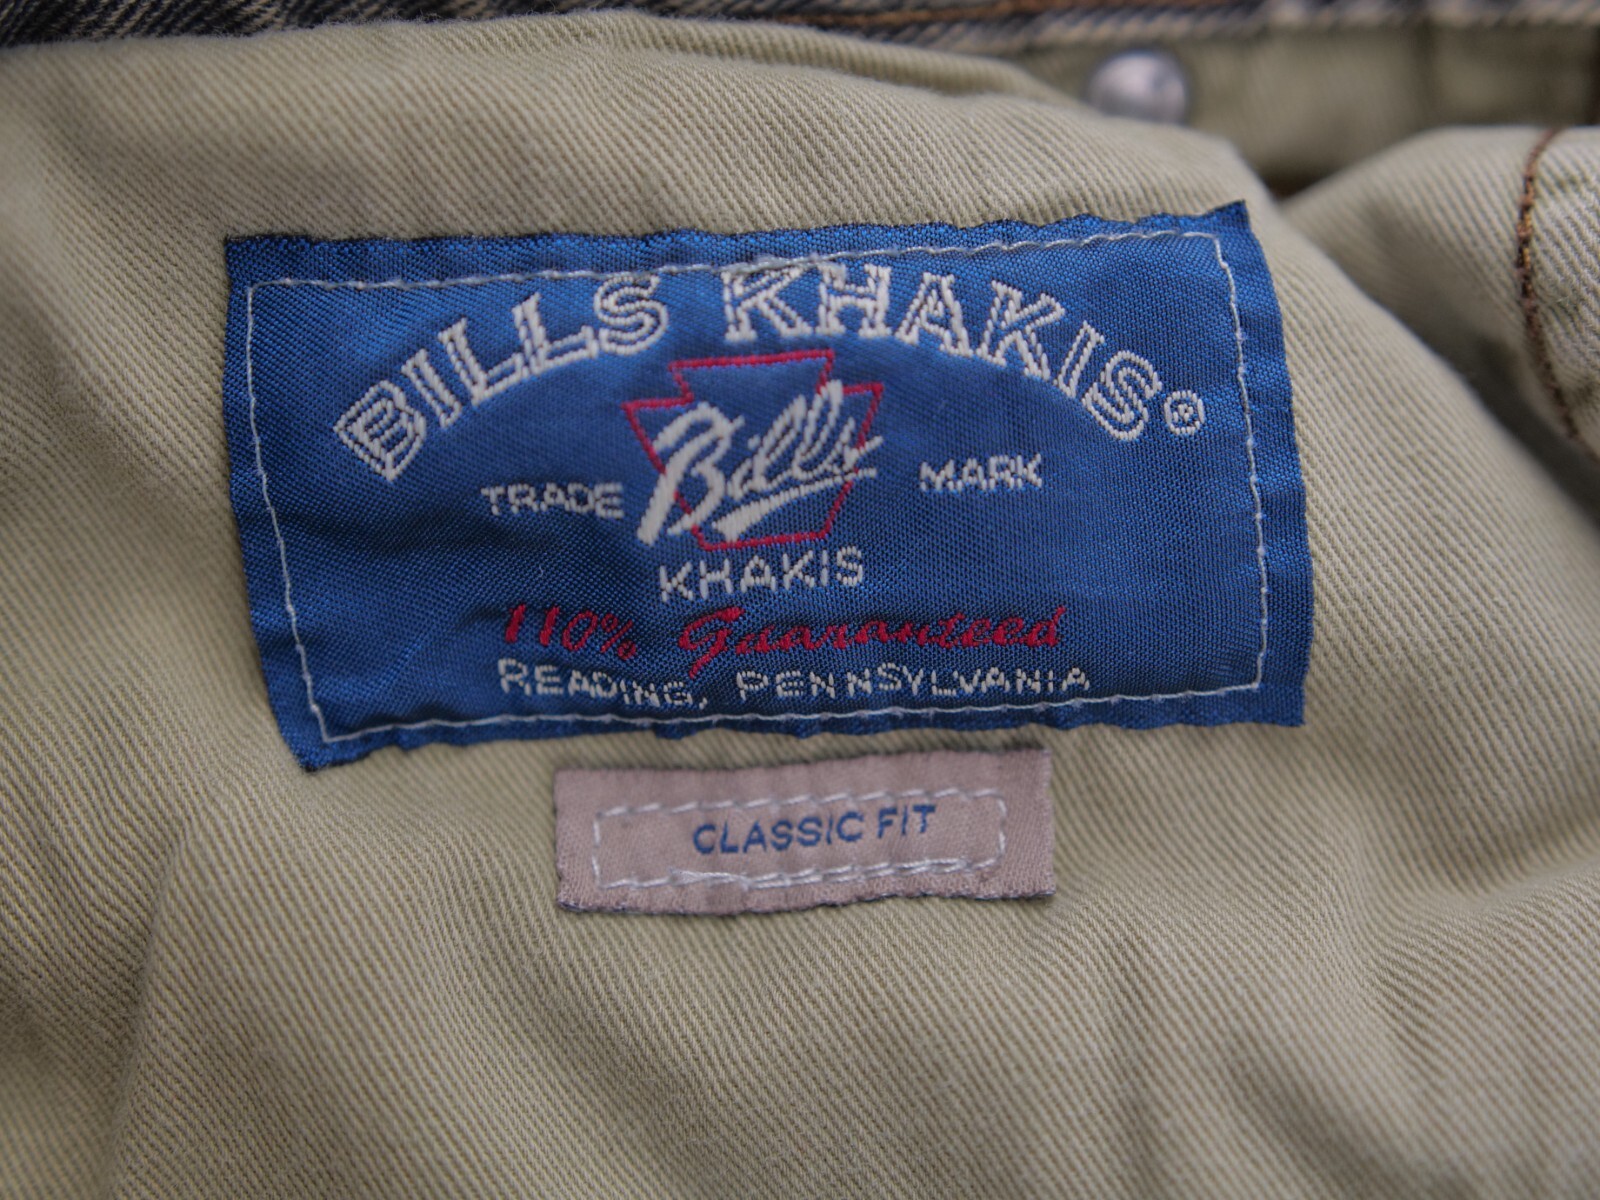 BILLS KHAKIS®
Bills
TRADE MARK
KHAKIS
110% Guaranteed
READING, PENNSYLVANIA
CLASSIC FIT